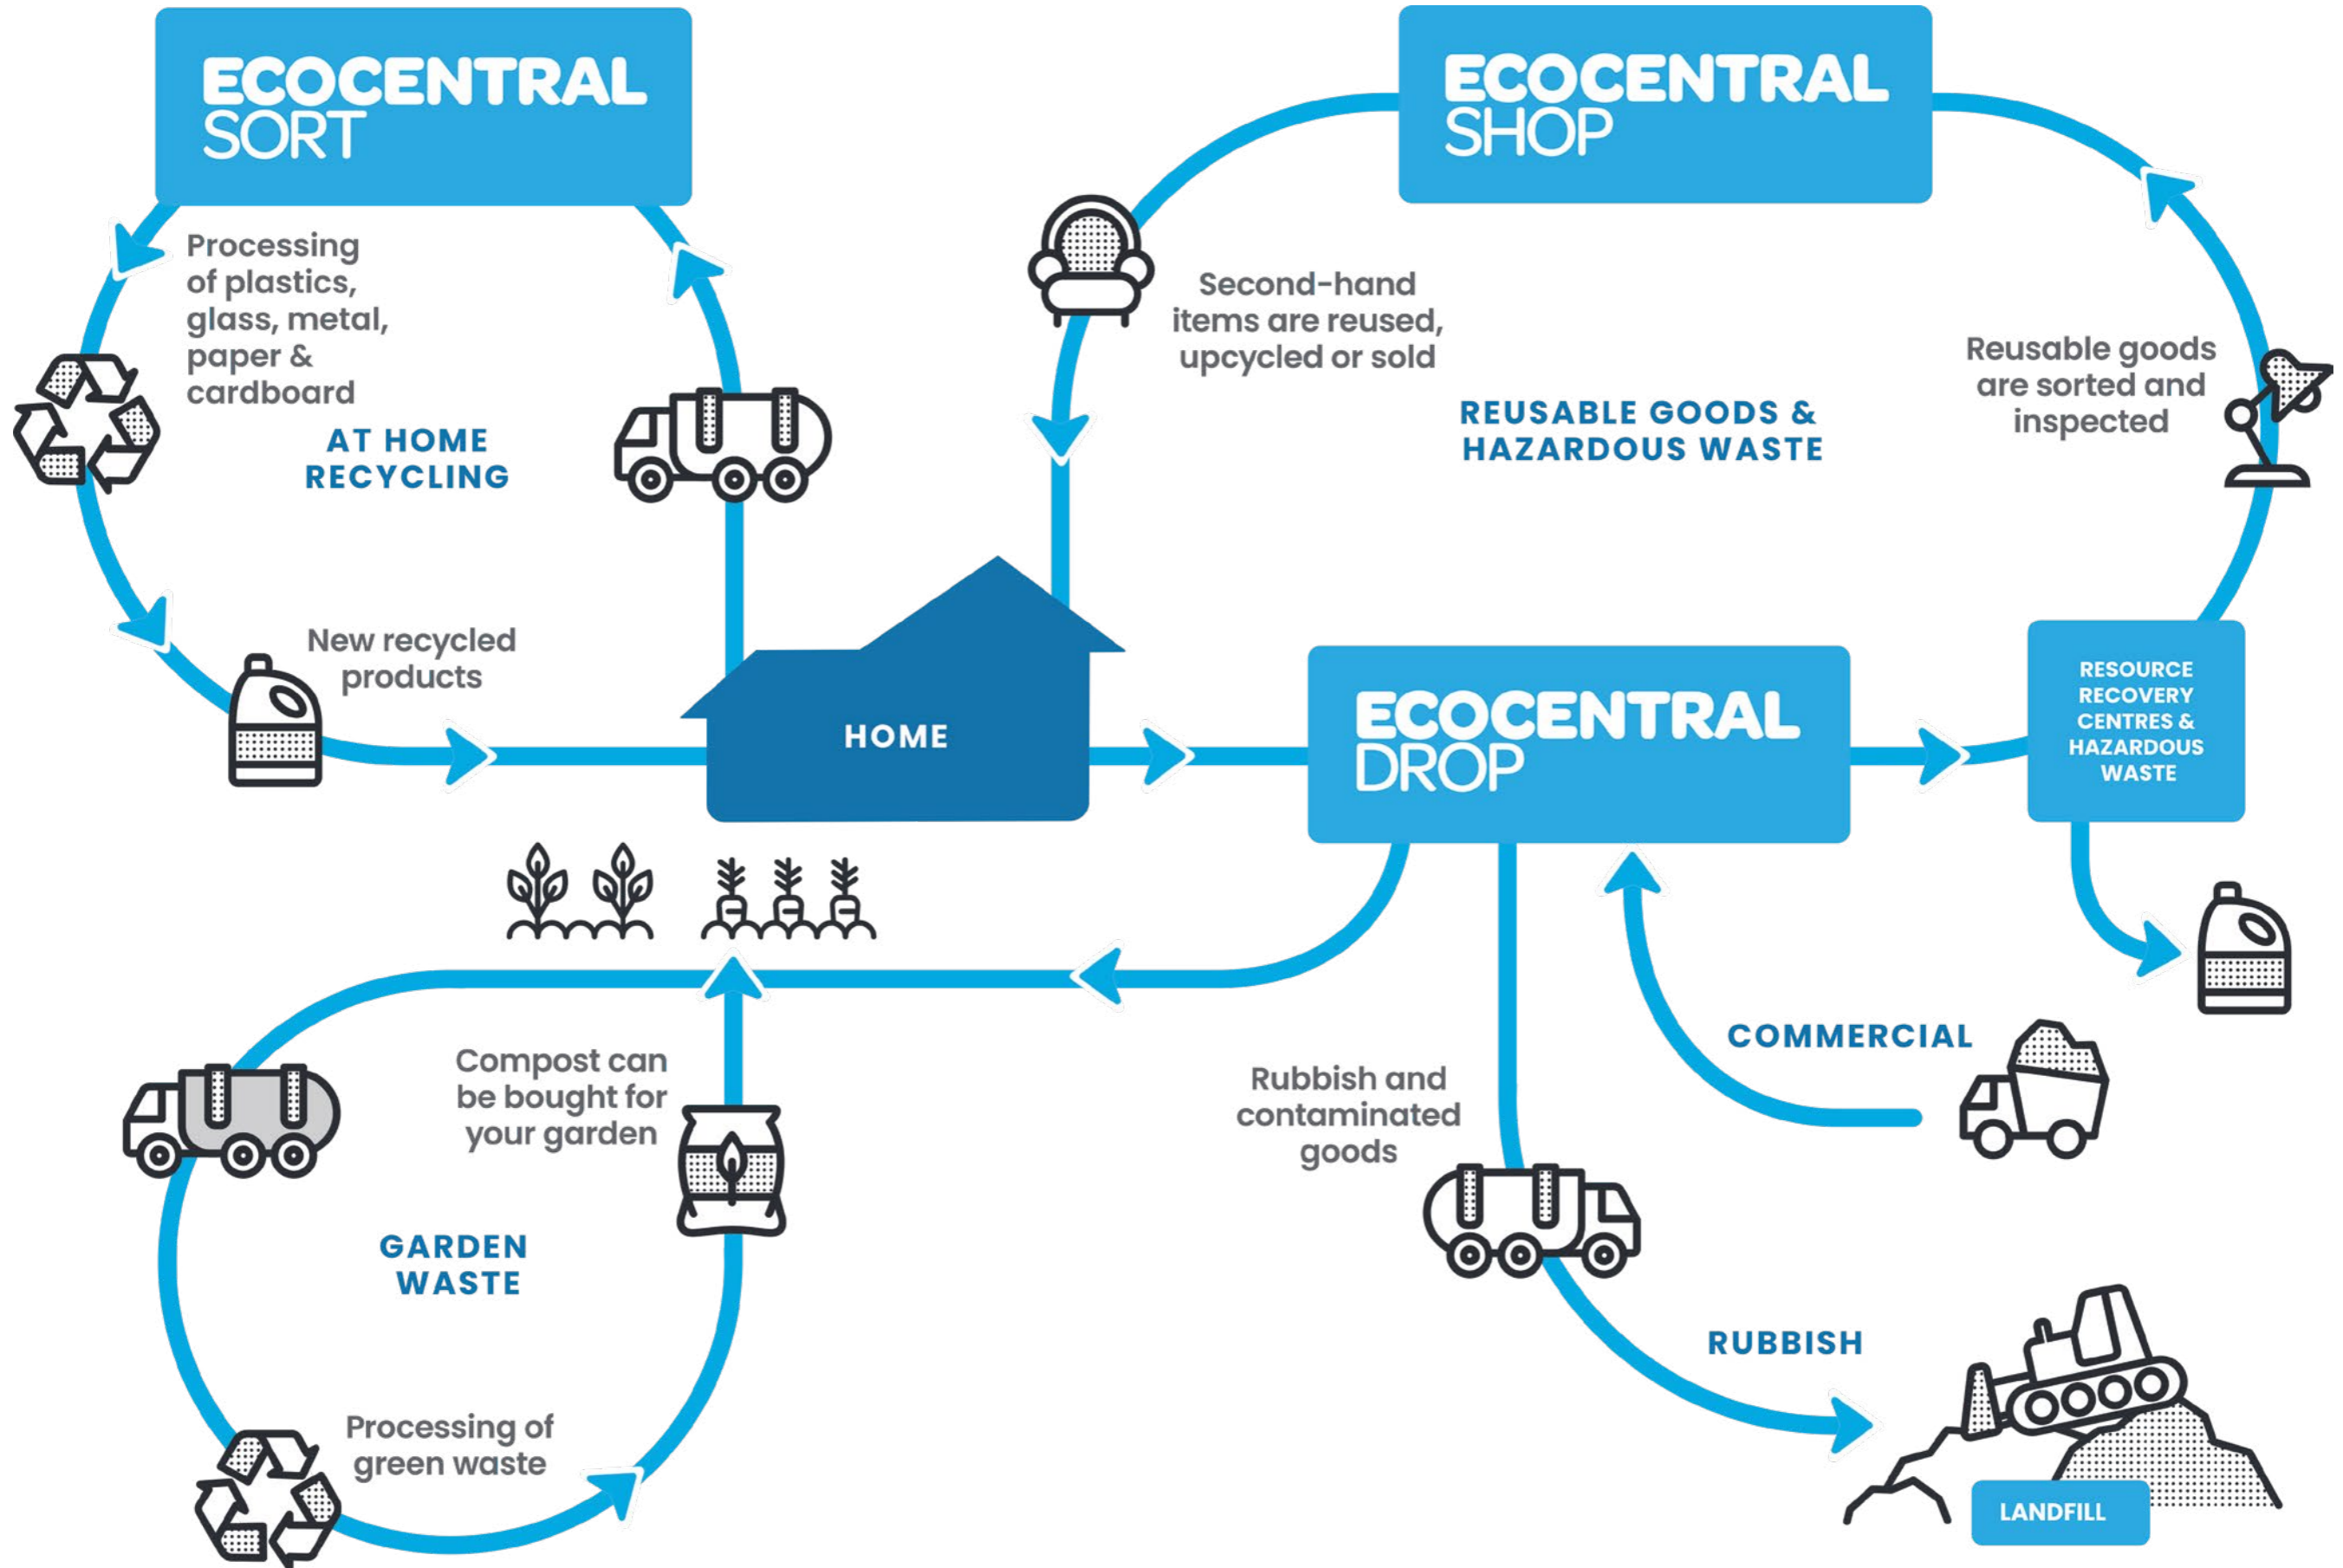 ECOCENTRAL
SORT
Processing
of plastics,
glass, metal,
paper &
cardboard
AT HOME
RECYCLING
New recycled
products
ECOCENTRAL
SHOP
Second-hand
items are reused,
upcycled or sold
REUSABLE GOODS &
HAZARDOUS WASTE
Reusable goods
are sorted and
inspected
HOME
ECOCENTRAL
DROP
RESOURCE
RECOVERY
CENTRES &
HAZARDOUS
WASTE
Compost can
be bought for
your garden
GARDEN
WASTE
Processing of
green waste
Rubbish and
contaminated
goods
COMMERCIAL
RUBBISH
LANDFILL